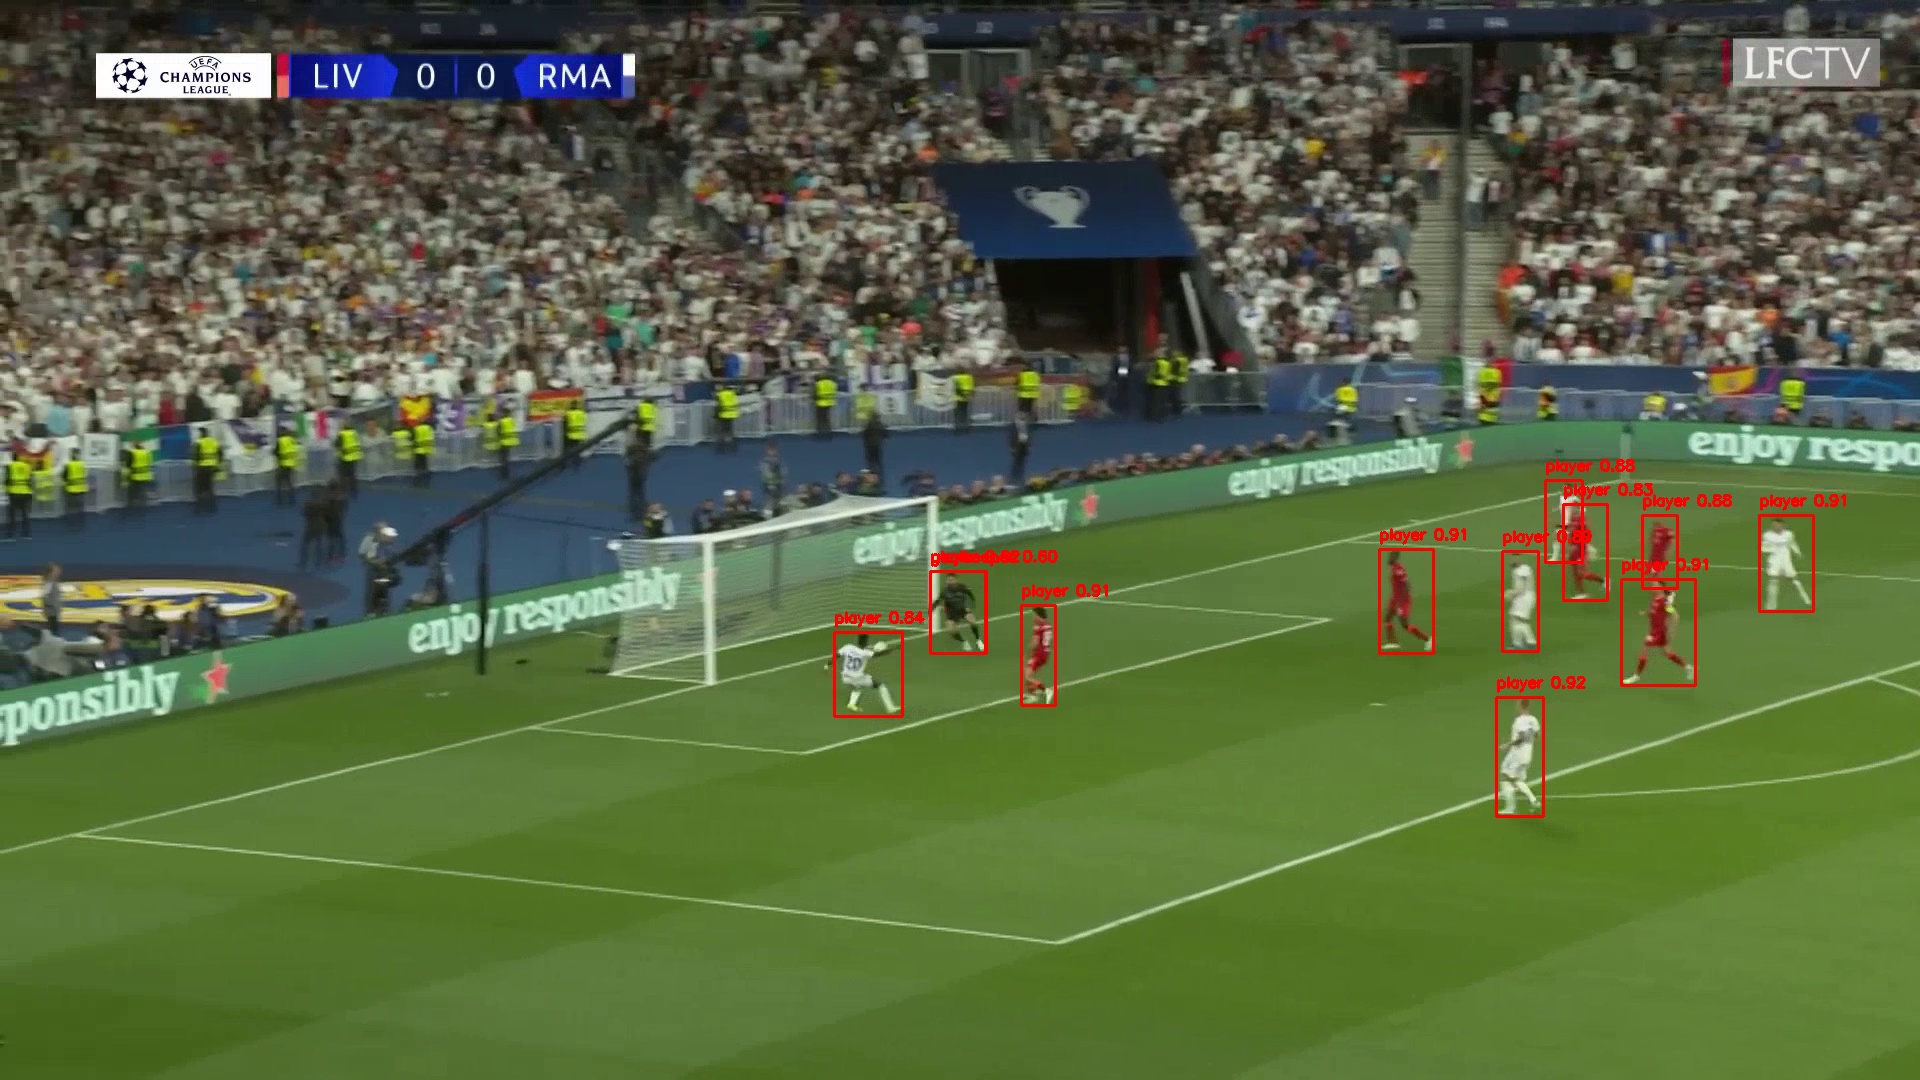 UEFA
CHAMPIONS
LEAGUE
LIV 0 0 RMA
LFCTV
enjoy respo
enjoy responsibly
enjoy responsibly
enjoy responsibly
sponsibly
player 0.88
player 0.83
player 0.88
player 0.91
player 0.91
player 0.91
0.60
player 0.91
player 0.84
20
player 0.92